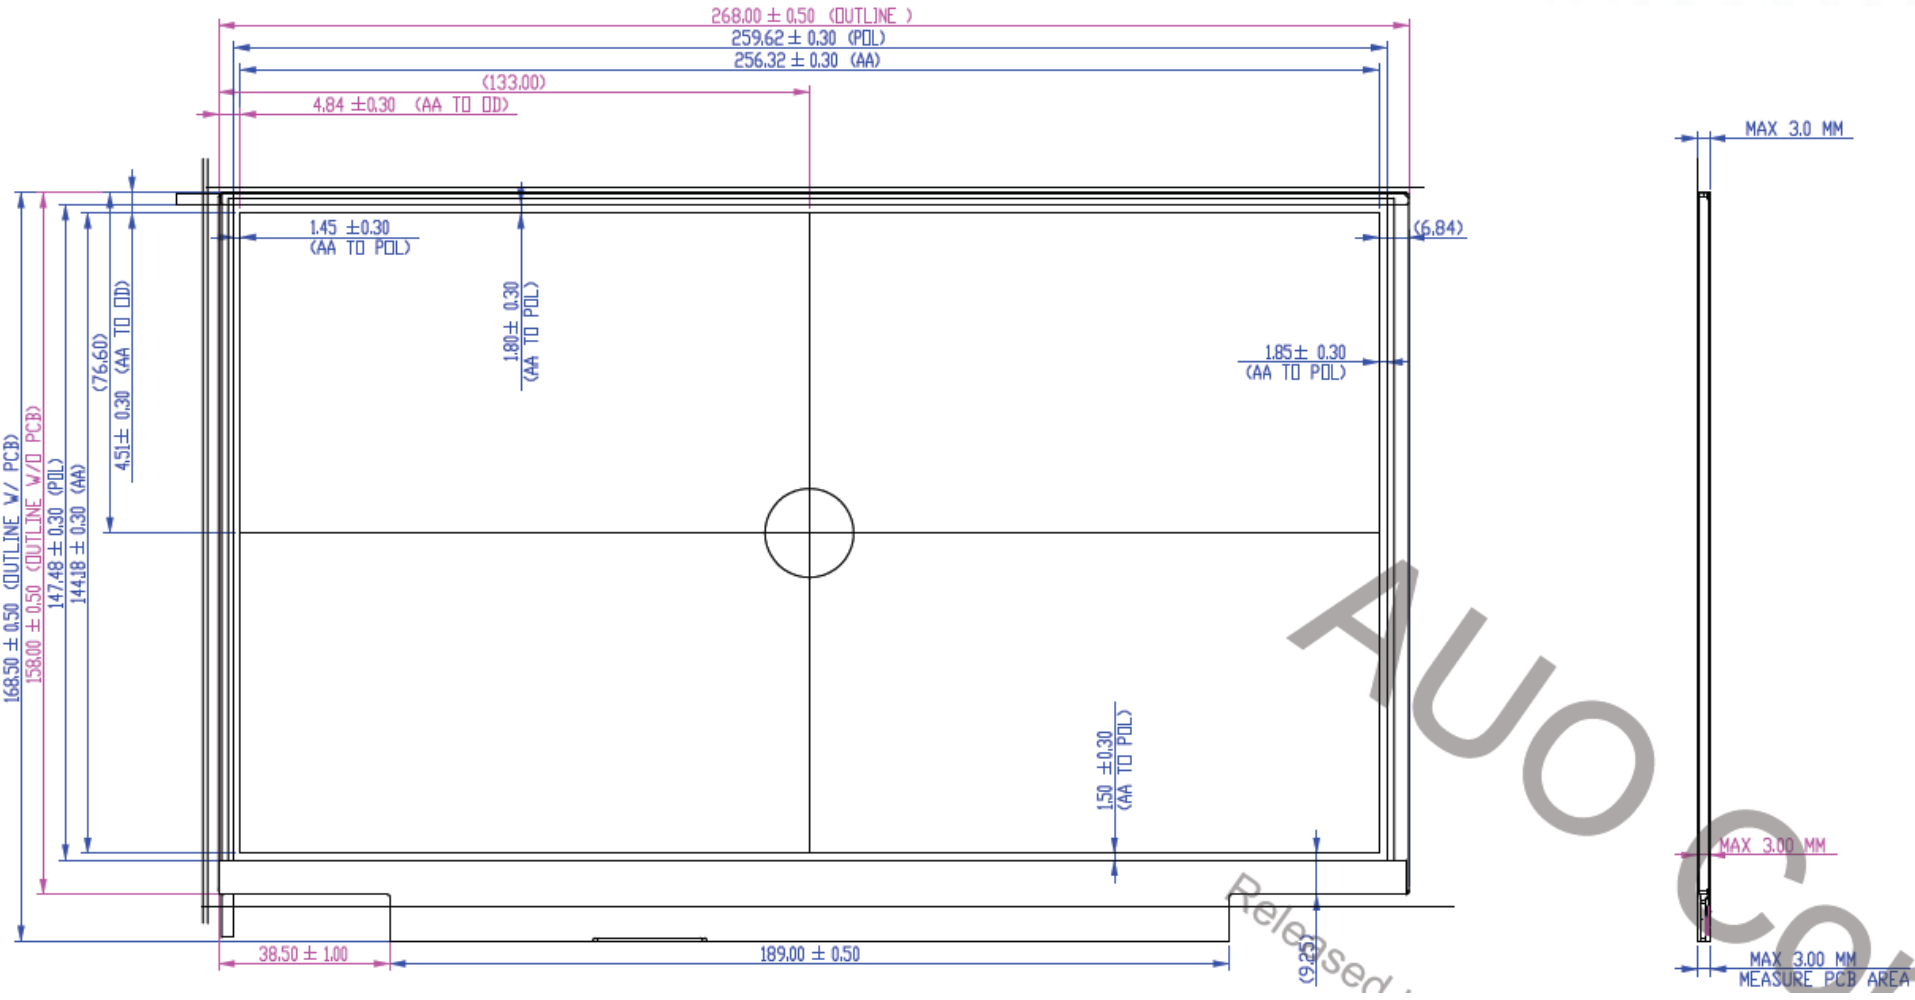 268.00 ± 0.50 (OUTLINE )
259.62 ± 0.30 (POL)
256.32 ± 0.30 (AA)
(133.00)
4.84 ±0.30 (AA TO OD)
MAX 3.0 MM
1.45 ±0.30
(AA TO POL)
(6.84)
1.80± 0.30
(AA TO POL)
1.85± 0.30
(AA TO POL)
168.50 ± 0.50 (OUTLINE W/ PCB)
158.00 ± 0.50 (OUTLINE W/O PCB)
147.48 ± 0.30 (POL)
144.18 ± 0.30 (AA)
(76.60)
4.51± 0.30 (AA TO OD)
1.50 ±0.30
(AA TO POL)
AUO Cor
MAX 3.00 MM
Released
38.50 ± 1.00
189.00 ± 0.50
(9.25)
MAX 3.00 MM
MEASURE PCB AREA